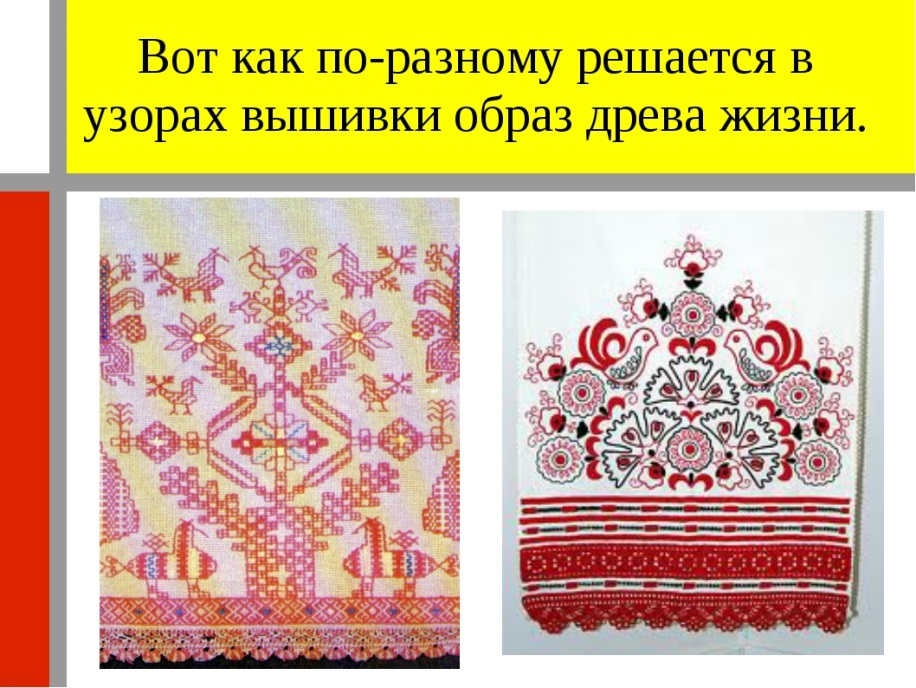 Вот как по-разному решается в
узорах вышивки образ древа жизни.